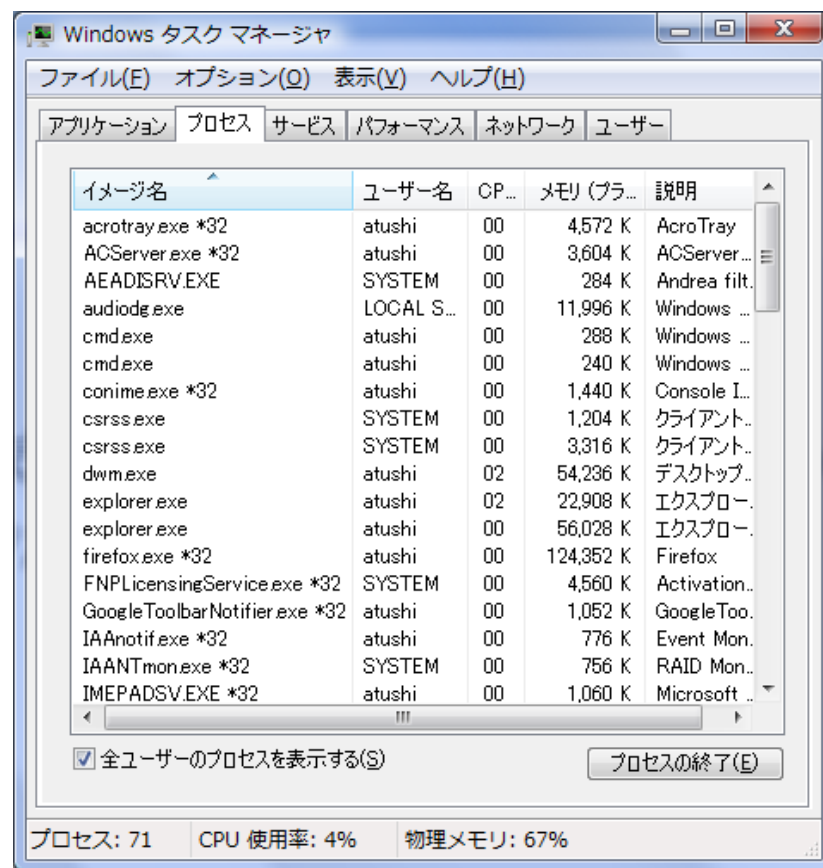 Windows タスク マネージャ
ファイル(F) オプション(O) 表示(V) ヘルプ(H)
アプリケーション プロセス サービス パフォーマンス ネットワーク ユーザー
イメージ名 ユーザー名 CP... メモリ (プラ... 説明
acrotray.exe *32 atushi 00 4,572 K AcroTray
ACServer.exe *32 atushi 00 3,604 K ACServer...
AEADISRV.EXE SYSTEM 00 284 K Andrea filt.
audiodg.exe LOCAL S... 00 11,996 K Windows ...
cmd.exe atushi 00 288 K Windows ...
cmd.exe atushi 00 240 K Windows ...
conime.exe *32 atushi 00 1,440 K Console I...
csrss.exe SYSTEM 00 1,204 K クライアント..
csrss.exe SYSTEM 00 3,316 K クライアント..
dwm.exe atushi 02 54,236 K デスクトップ..
explorer.exe atushi 02 22,908 K エクスプロー.
explorer.exe atushi 00 56,028 K エクスプロー.
firefox.exe *32 atushi 00 124,352 K Firefox
FNPLicensingService.exe *32 SYSTEM 00 4,560 K Activation..
GoogleToolbarNotifier.exe *32 atushi 00 1,052 K GoogleToo.
IAAnotif.exe *32 atushi 00 776 K Event Mon.
IAANTmon.exe *32 SYSTEM 00 756 K RAID Mon..
IMEPADSV.EXE *32 atushi 00 1,060 K Microsoft ..
全ユーザーのプロセスを表示する(S) プロセスの終了(E)
プロセス: 71 CPU 使用率: 4% 物理メモリ: 67%